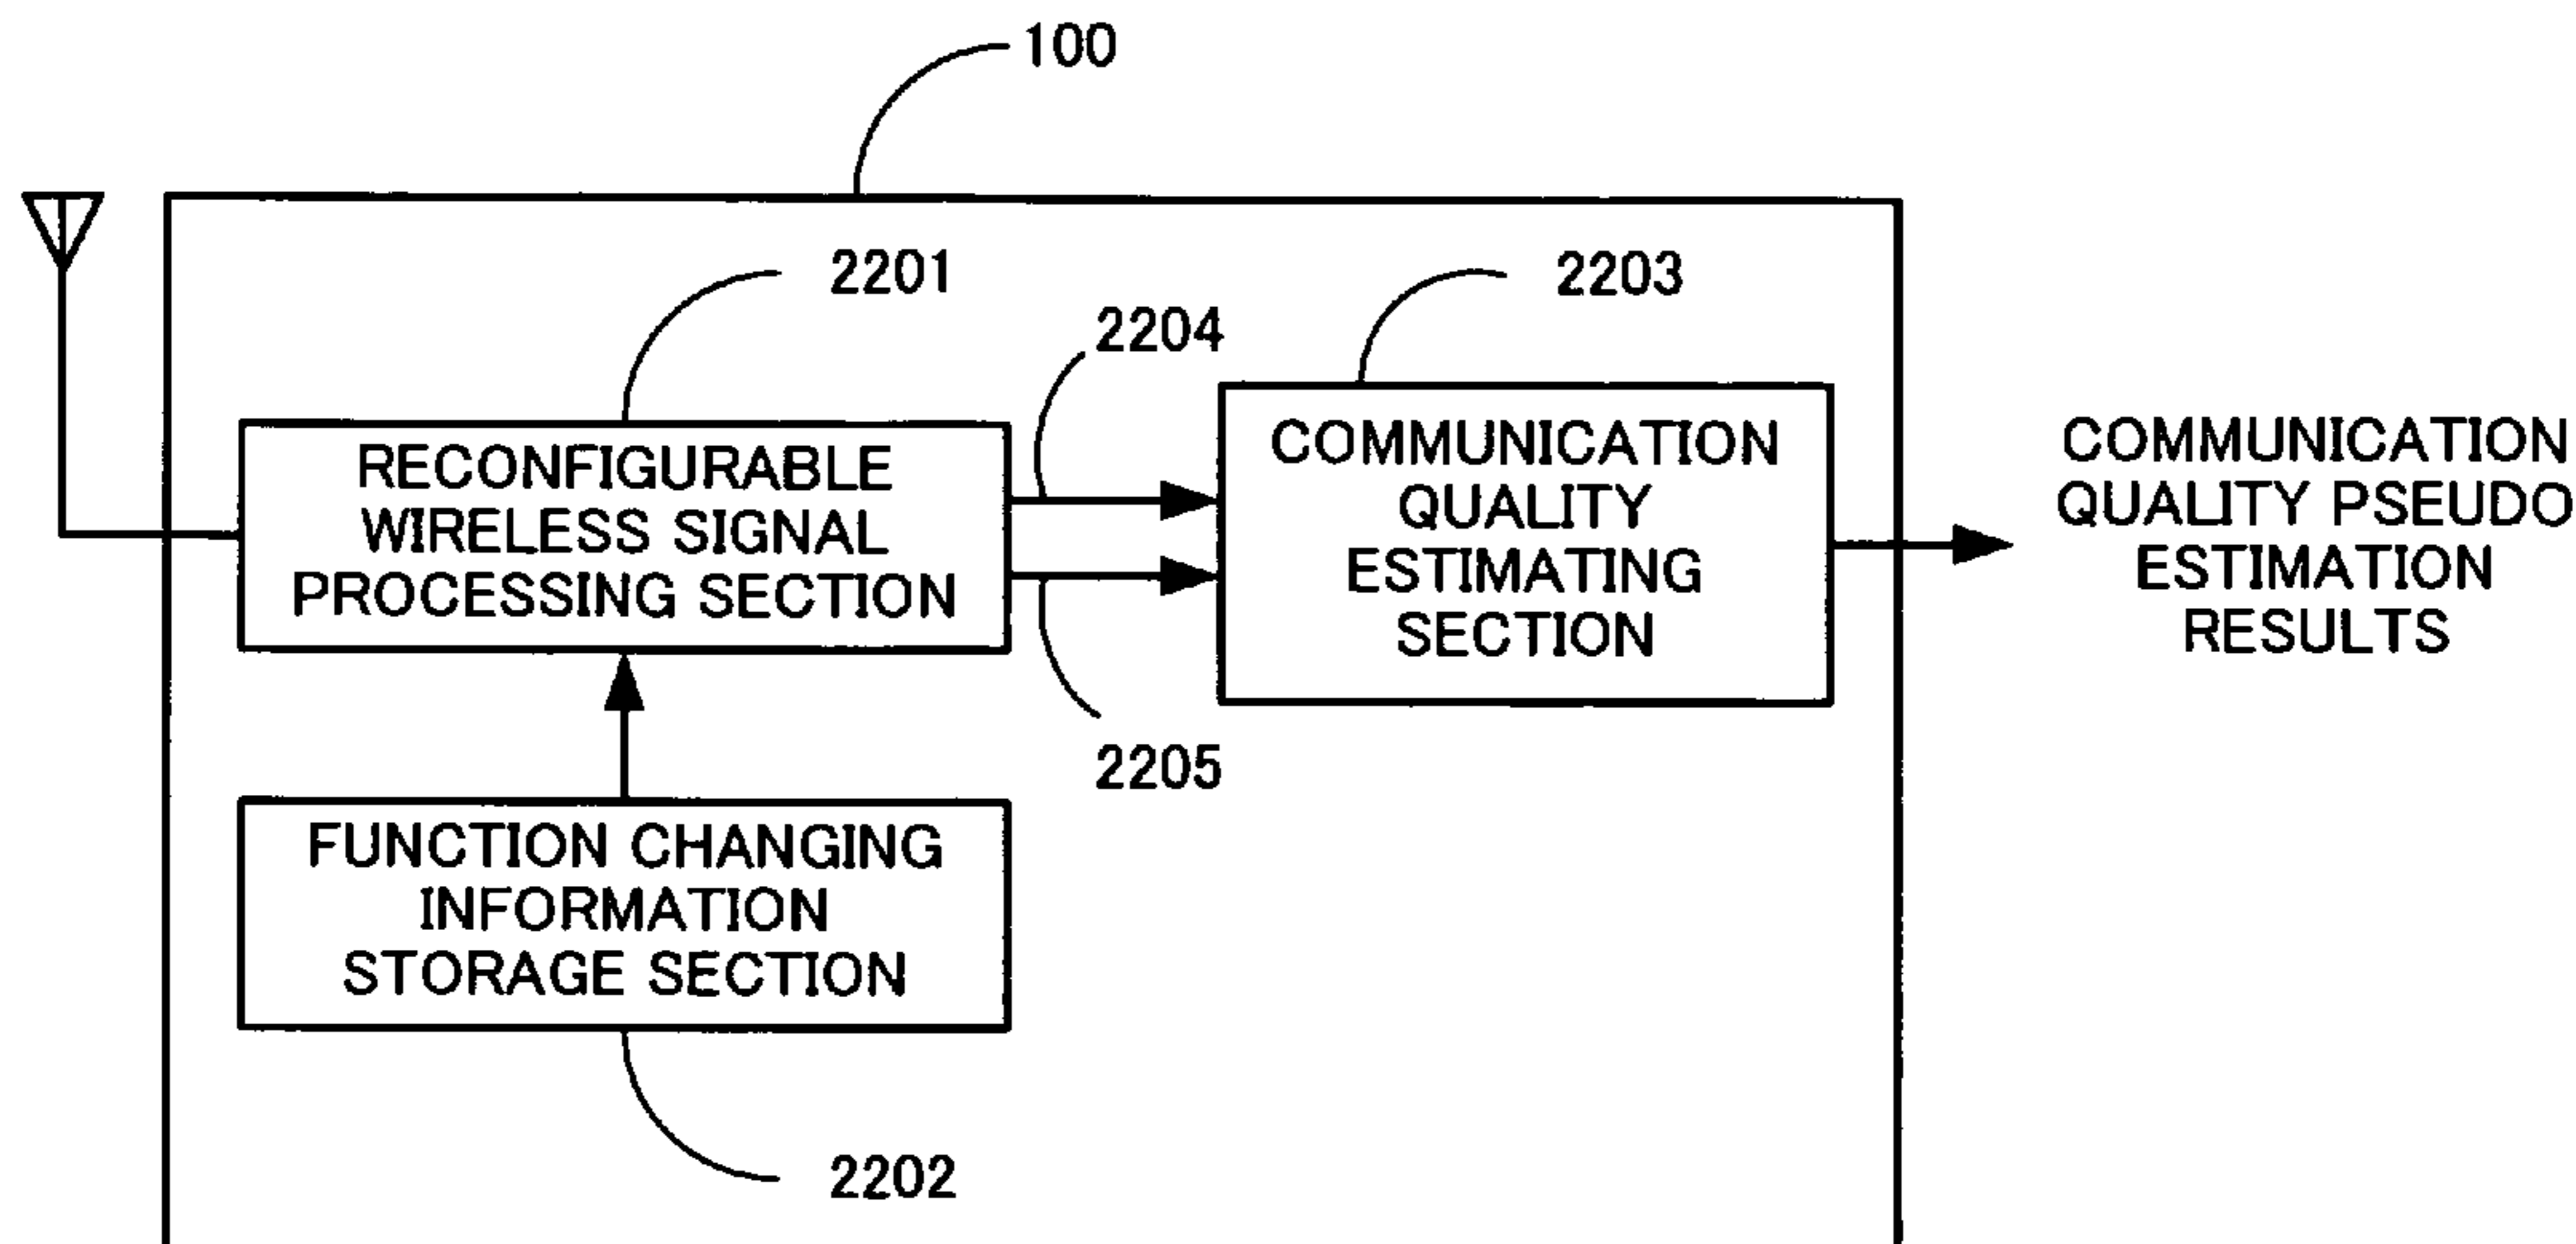 100
2201
2203
2204
RECONFIGURABLE
WIRELESS SIGNAL
PROCESSING SECTION
COMMUNICATION
QUALITY
ESTIMATING
SECTION
COMMUNICATION
QUALITY PSEUDO
ESTIMATION
RESULTS
2205
FUNCTION CHANGING
INFORMATION
STORAGE SECTION
2202